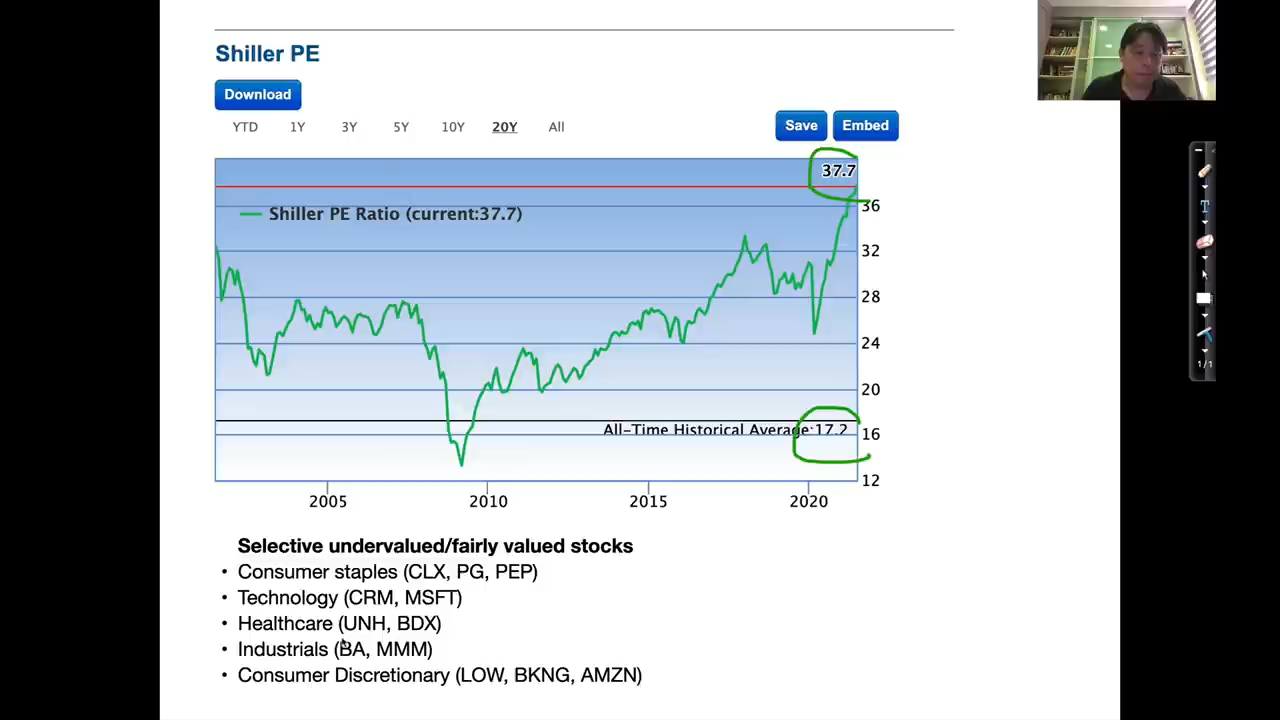 Shiller PE
Download
YTD 1Y 3Y 5Y 10Y 20Y All
Save Embed
37.7
Shiller PE Ratio (current:37.7)
36
32
28
24
20
All-Time Historical Average:17.2
16
12
2005 2010 2015 2020
Selective undervalued/fairly valued stocks
• Consumer staples (CLX, PG, PEP)
• Technology (CRM, MSFT)
• Healthcare (UNH, BDX)
• Industrials (BA, MMM)
• Consumer Discretionary (LOW, BKNG, AMZN)
T
1/1